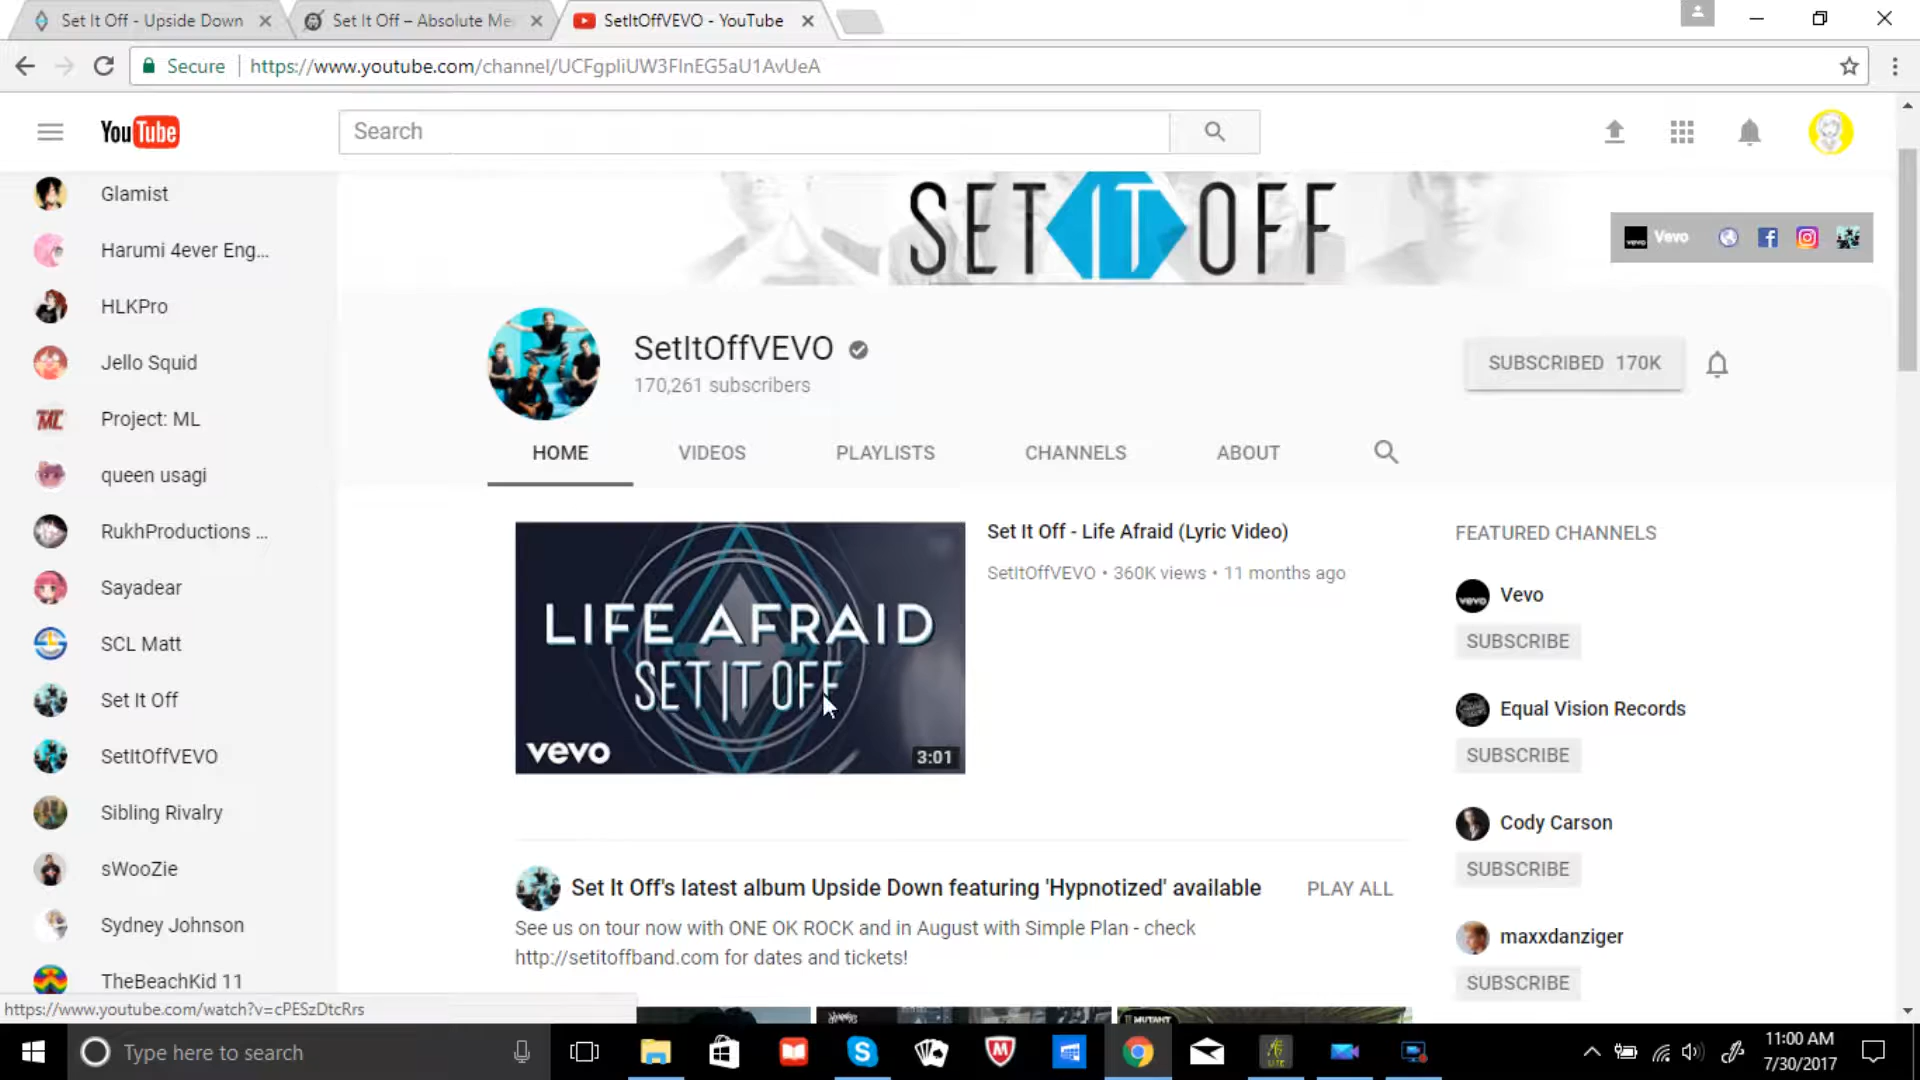 Set It Off - Upside Down
Set It Off – Absolute Me
SetItOffVEVO - YouTube
Secure
https://www.youtube.com/channel/UCFgpIiUW3FInEG5aU1AvUeA
YouTube
Search
Glamist
Harumi 4ever Eng...
HLKPro
Jello Squid
Project: ML
queen usagi
RukhProductions ...
Sayadear
SCL Matt
Set It Off
SetItOffVEVO
Sibling Rivalry
sWooZie
Sydney Johnson
TheBeachKid 11
https://www.youtube.com/watch?v=cPESzDtcRrs
SET IT OFF
vevo Vevo
SetItOffVEVO
170,261 subscribers
SUBSCRIBED 170K
HOME VIDEOS PLAYLISTS CHANNELS ABOUT
LIFE AFRAID
SET IT OFF
vevo
3:01
Set It Off - Life Afraid (Lyric Video)
SetItOffVEVO • 360K views • 11 months ago
Set It Off's latest album Upside Down featuring 'Hypnotized' available
PLAY ALL
See us on tour now with ONE OK ROCK and in August with Simple Plan - check
http://setitoffband.com for dates and tickets!
MUTANT
FEATURED CHANNELS
vevo
Vevo
SUBSCRIBE
Equal Vision Records
SUBSCRIBE
Cody Carson
SUBSCRIBE
maxxdanziger
SUBSCRIBE
Type here to search
LITE
11:00 AM
7/30/2017